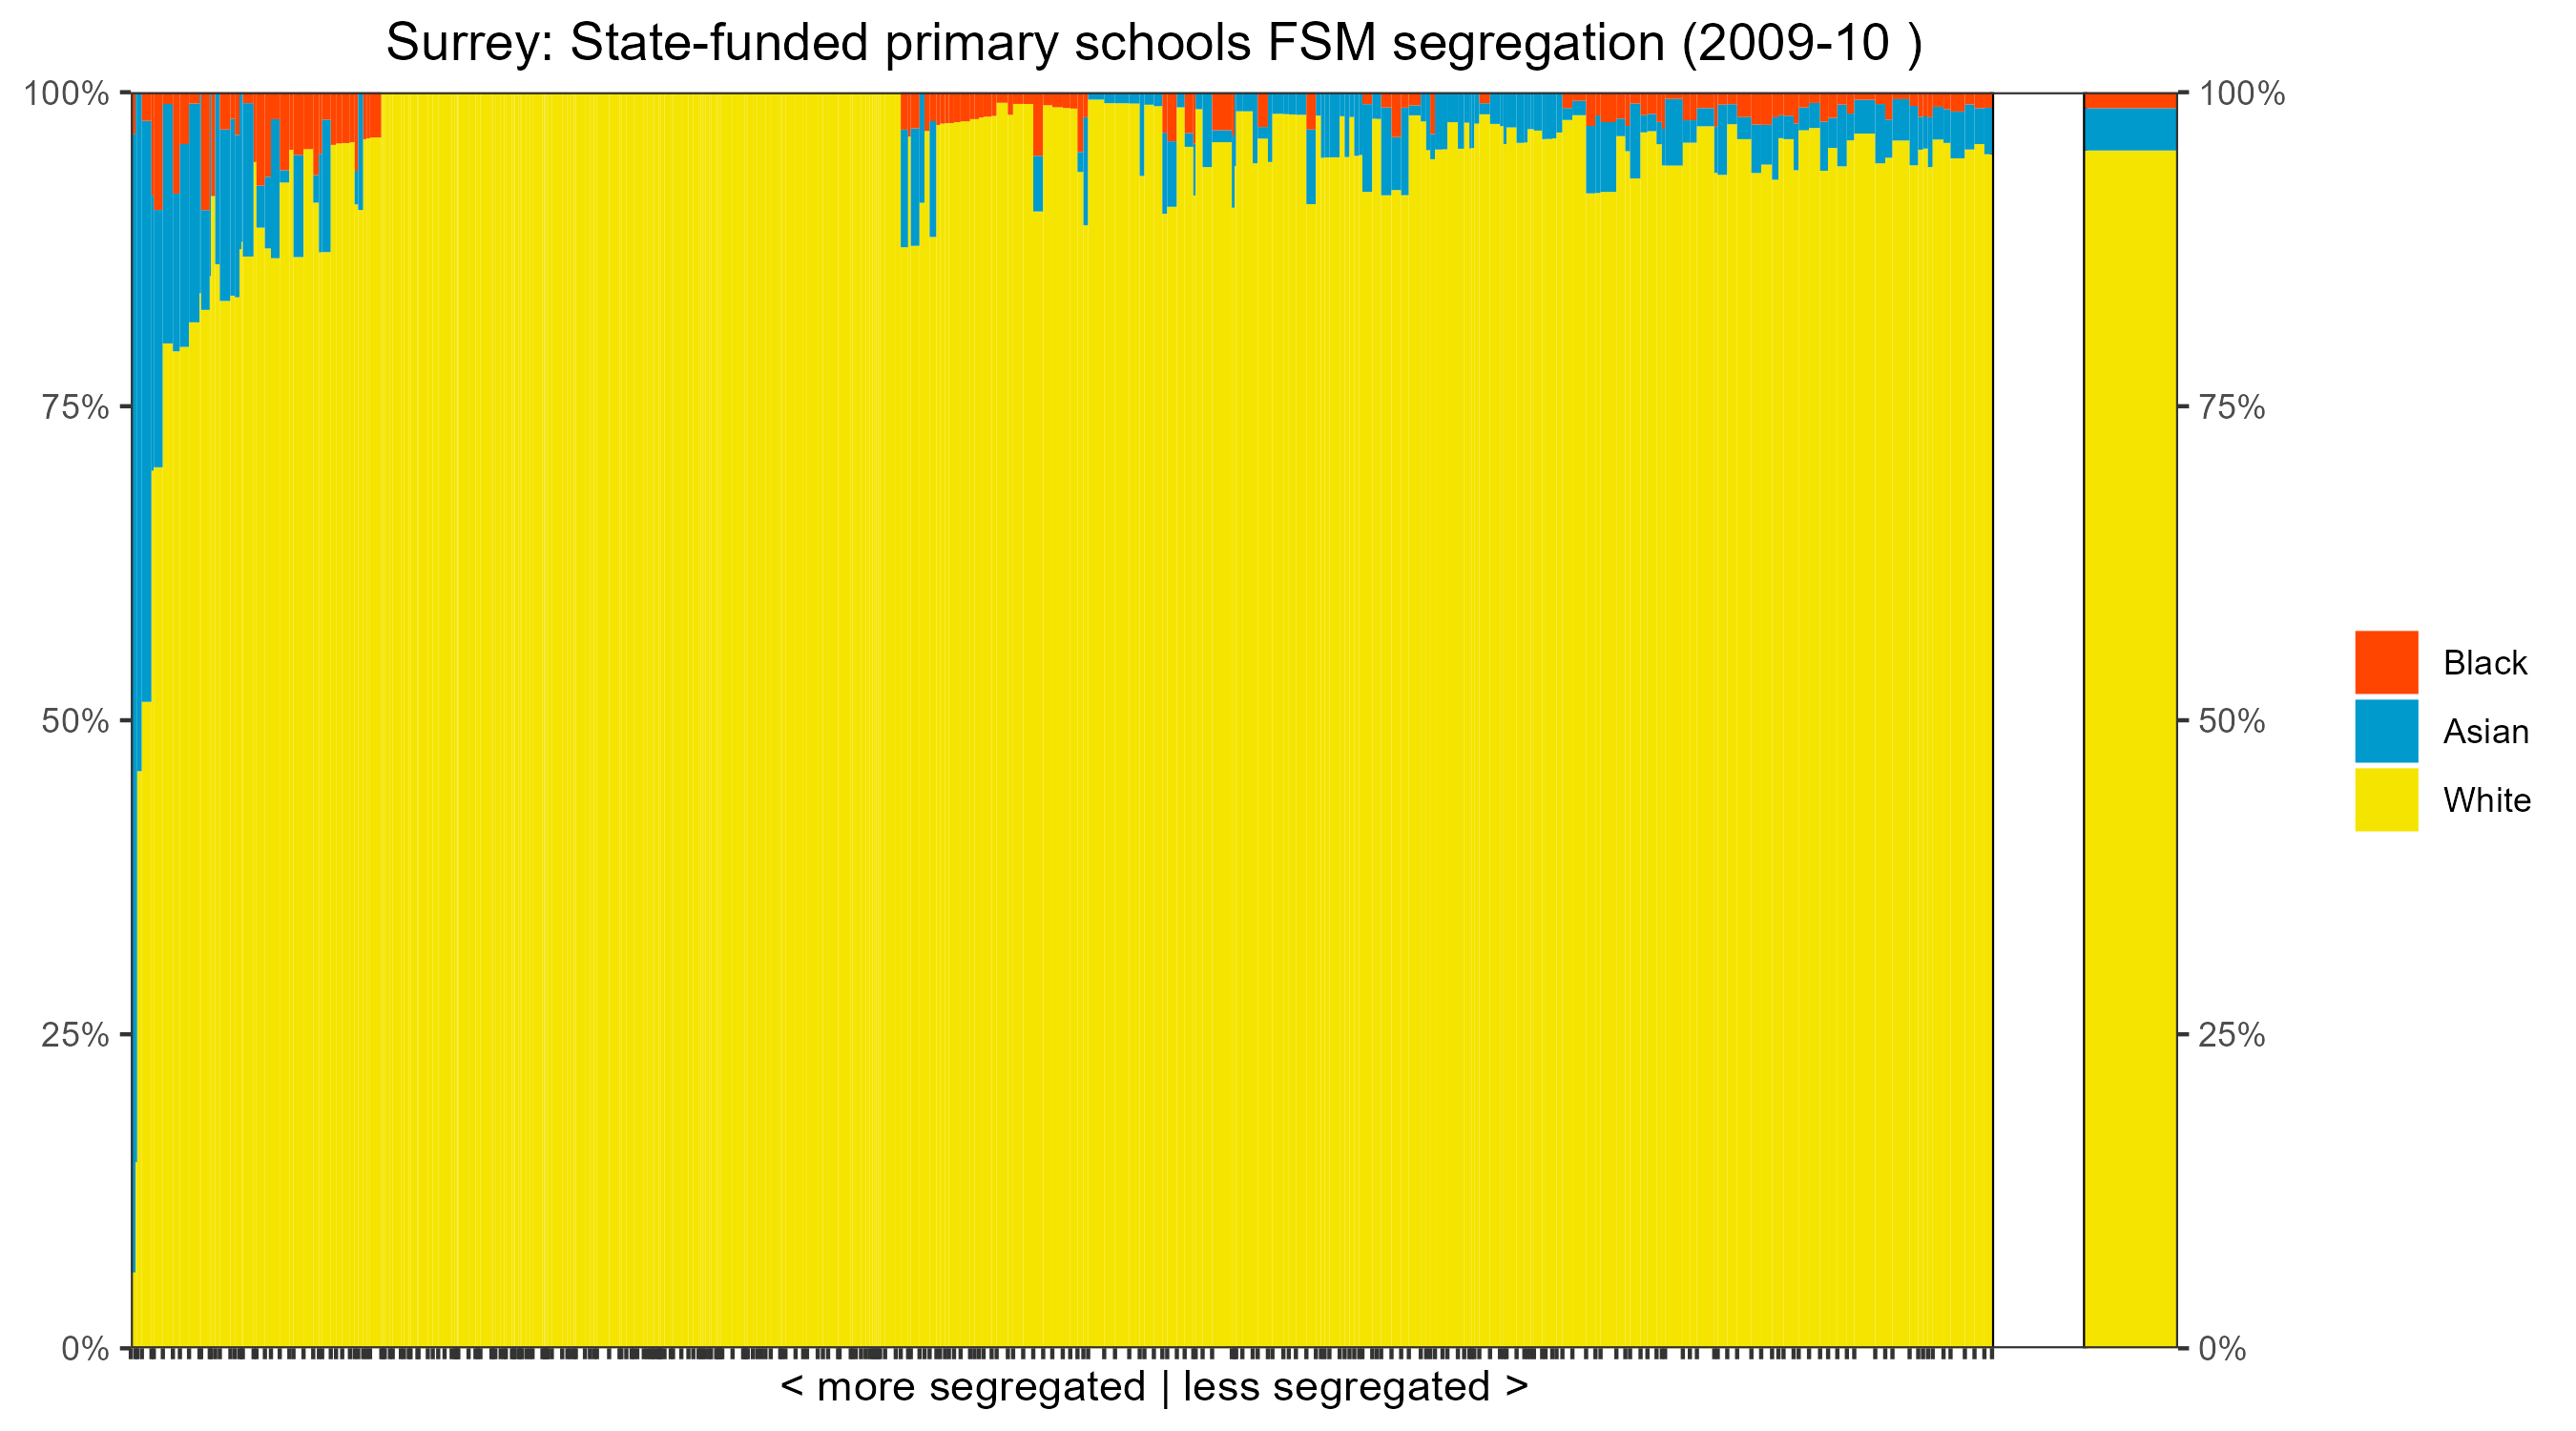 Surrey: State-funded primary schools FSM segregation (2009-10 )
100%
75%
50%
25%
0%
100%
75%
50%
25%
0%
Black
Asian
White
< more segregated | less segregated >